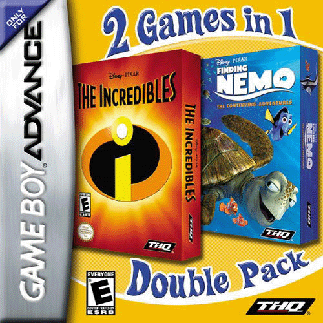 ONLY FOR
GAME BOY ADVANCE
2 Games in 1
DISNEY · PIXAR
THE INCREDIBLES
THE INCREDIBLES
EVERYONE
E
THQ
Disney · PIXAR
FINDING
NEMO
THE CONTINUING ADVENTURES
NEMO
THQ
Double Pack
EVERYONE
E
ESRB
THQ